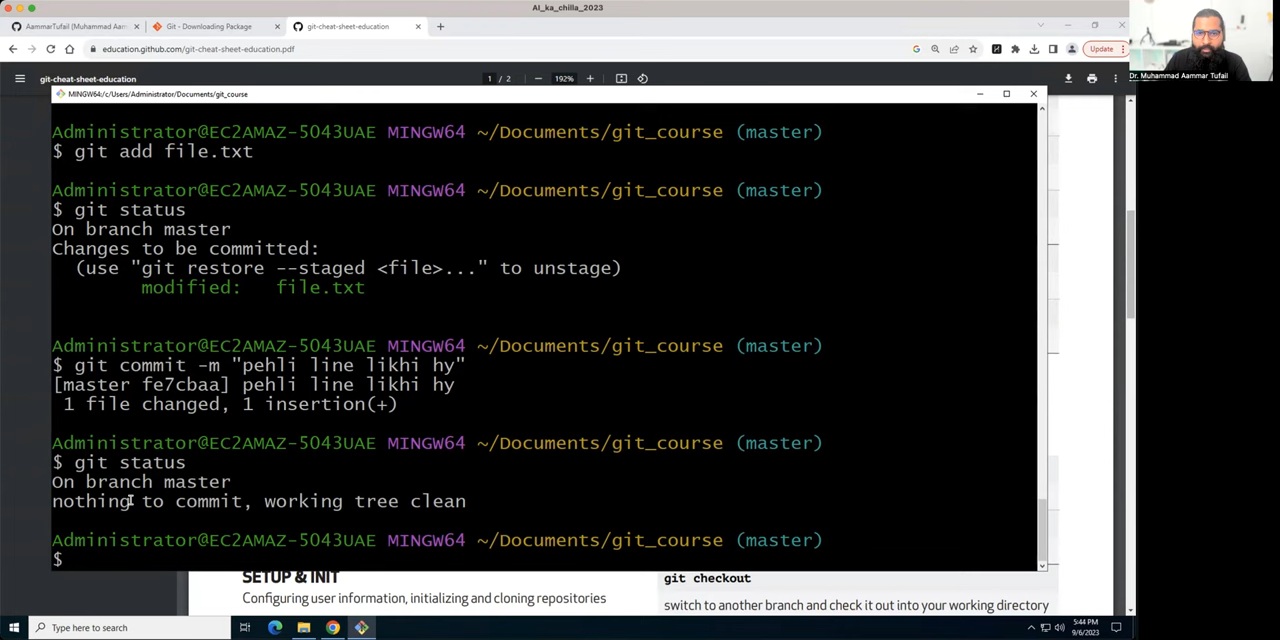 AI_ka_chilla_2023
AammarTufail (Muhammad Aam
Git - Downloading Package
git-cheat-sheet-education
education.github.com/git-cheat-sheet-education.pdf
Update
git-cheat-sheet-education
1 / 2
192%
Dr. Muhammad Aammar Tufail
MINGW64:/c/Users/Administrator/Documents/git_course
Administrator@EC2AMAZ-5043UAE MINGW64 ~/Documents/git_course (master)
$ git add file.txt
Administrator@EC2AMAZ-5043UAE MINGW64 ~/Documents/git_course (master)
$ git status
On branch master
Changes to be committed:
(use "git restore --staged <file>..." to unstage)
modified: file.txt
Administrator@EC2AMAZ-5043UAE MINGW64 ~/Documents/git_course (master)
$ git commit -m "pehli line likhi hy"
[master fe7cbaa] pehli line likhi hy
1 file changed, 1 insertion(+)
Administrator@EC2AMAZ-5043UAE MINGW64 ~/Documents/git_course (master)
$ git status
On branch master
nothing to commit, working tree clean
Administrator@EC2AMAZ-5043UAE MINGW64 ~/Documents/git_course (master)
$
SETUP & INIT
Configuring user information, initializing and cloning repositories
git checkout
switch to another branch and check it out into your working directory
Type here to search
5:44 PM
9/6/2023